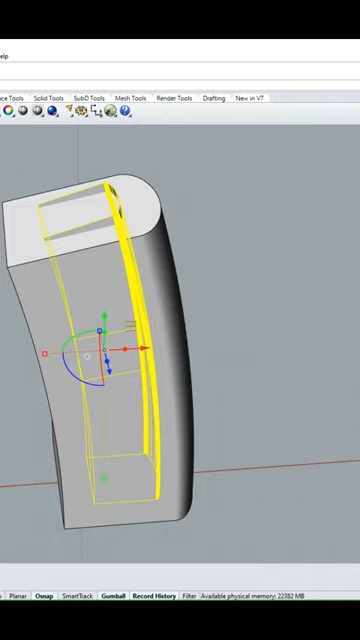 elp
ace Tools Solid Tools SubD Tools Mesh Tools Render Tools Drafting New in V7
Planar Osnap SmartTrack Gumball Record History Filter Available physical memory: 22382 MB